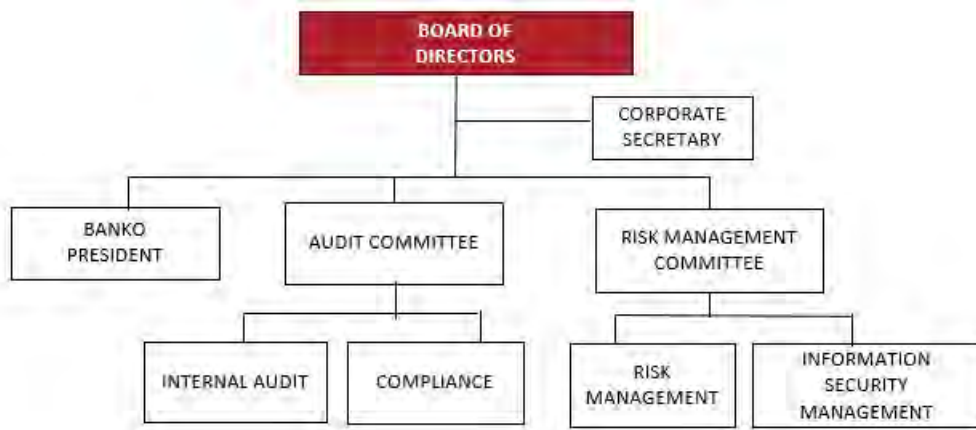 BOARD OF
DIRECTORS
CORPORATE
SECRETARY
BANKO
PRESIDENT
AUDIT COMMITTEE
RISK MANAGEMENT
COMMITTEE
INTERNAL AUDIT
COMPLIANCE
RISK
MANAGEMENT
INFORMATION
SECURITY
MANAGEMENT